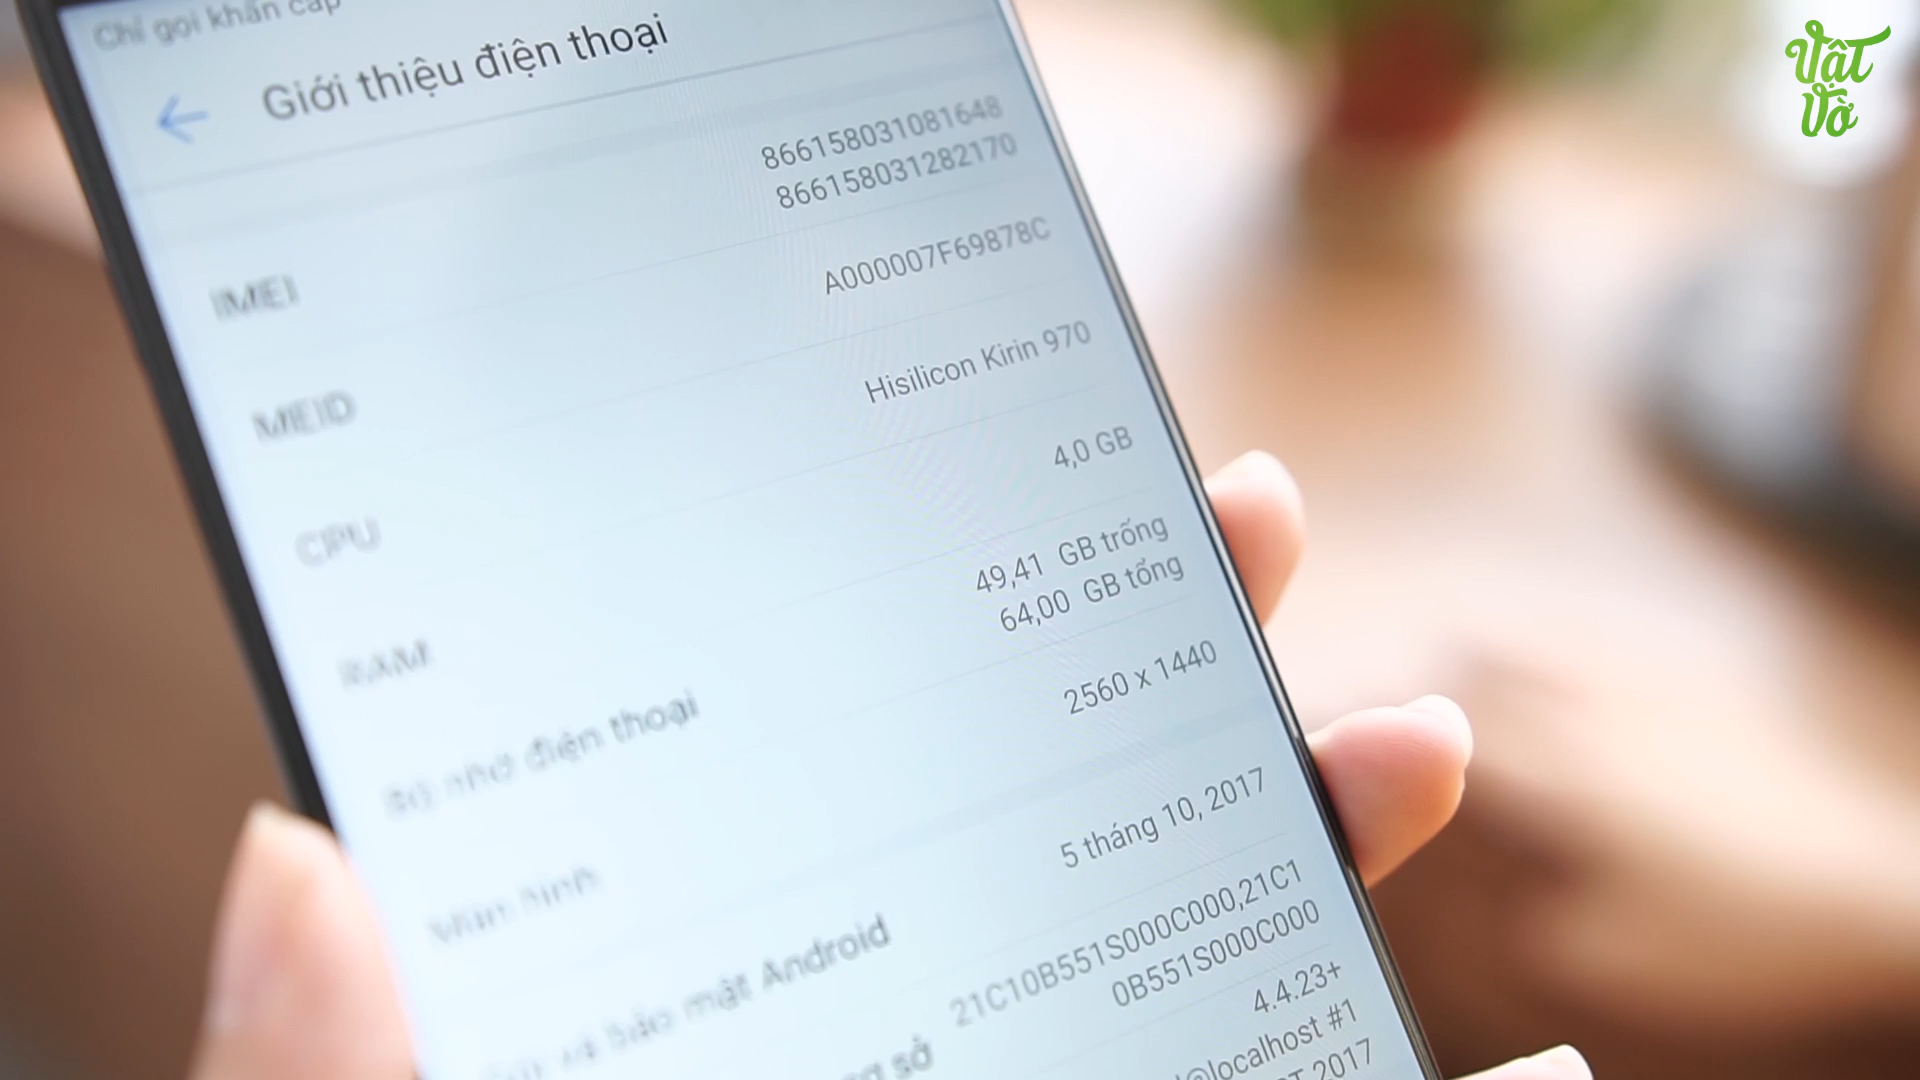 Chỉ gọi khẩn cấp
Giới thiệu điện thoại
866158031081648
866158031282170
IMEI
A000007F69878C
MEID
Hisilicon Kirin 970
CPU
4,0 GB
RAM
49,41 GB trống
64,00 GB tổng
Bộ nhớ điện thoại
2560 x 1440
Màn hình
5 tháng 10, 2017
vá bảo mật Android
21C10B551S000C000,21C1
0B551S000C000
sở
4.4.23+
@localhost #1
2017
Vật
Vờ